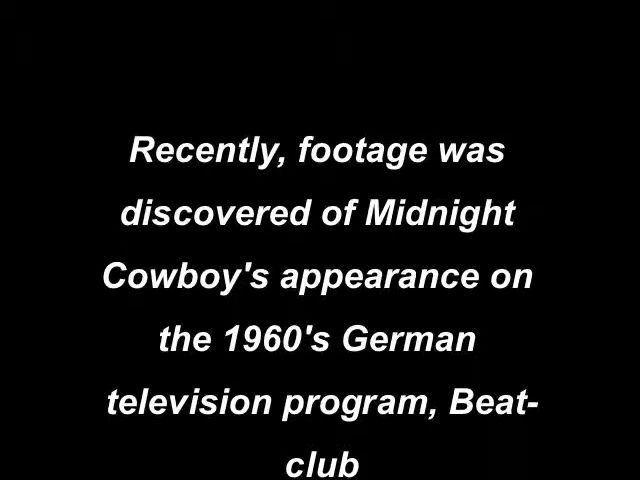 Recently, footage was
discovered of Midnight
Cowboy's appearance on
the 1960's German
television program, Beat-
club